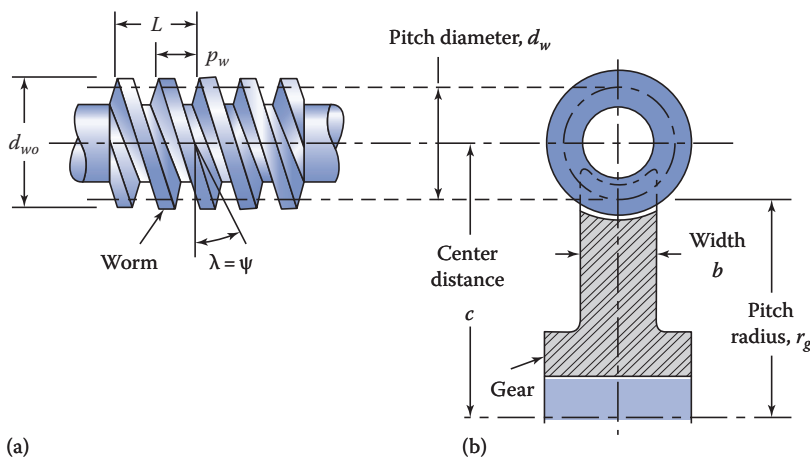 L
p_w
d_wo
Worm
λ = ψ
Pitch diameter, d_w
Center
distance
c
Width
b
Pitch
radius, r_g
Gear
(a)
(b)